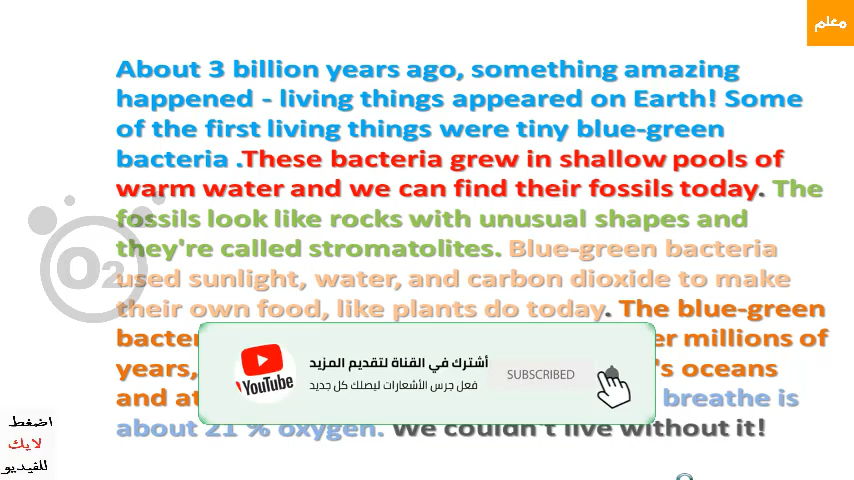 معلم
About 3 billion years ago, something amazing
happened - living things appeared on Earth! Some
of the first living things were tiny blue-green
bacteria .These bacteria grew in shallow pools of
warm water and we can find their fossils today. The
fossils look like rocks with unusual shapes and
they're called stromatolites. Blue-green bacteria
O2
used sunlight, water, and carbon dioxide to make
their own food, like plants do today. The blue-green
millions of
years, oceans
and breathe is
about 21 % oxygen. We couldn't live without it!
أشترك في القناة لتقديم المزيد
فعل جرس الأشعارات ليصلك كل جديد
YouTube
SUBSCRIBED
اضغط
لايك
للفيديو